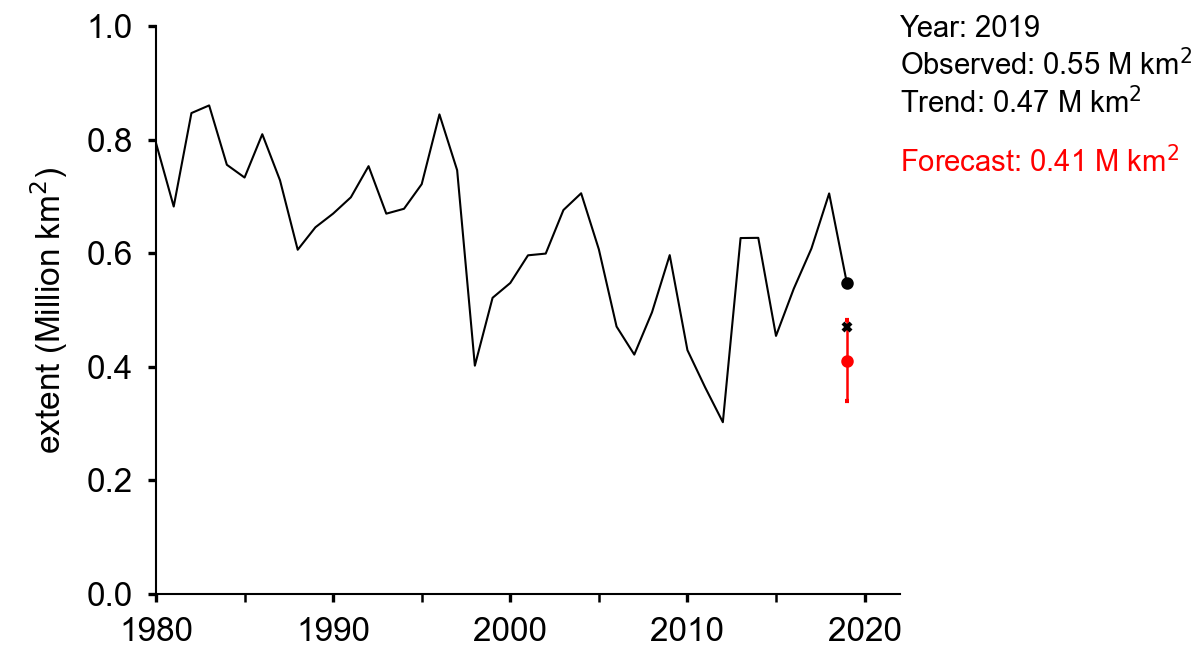 Year: 2019
Observed: 0.55 M km²
Trend: 0.47 M km²
Forecast: 0.41 M km²
extent (Million km²)
1.0
0.8
0.6
0.4
0.2
0.0
1980 1990 2000 2010 2020